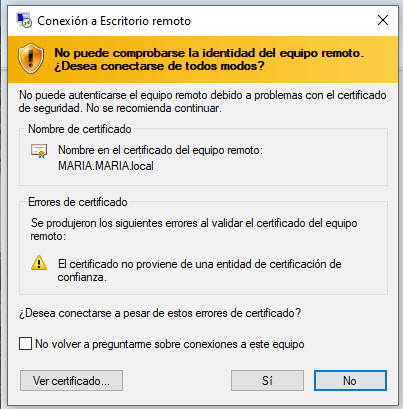 Conexión a Escritorio remoto
No puede comprobarse la identidad del equipo remoto.
¿Desea conectarse de todos modos?
No puede autenticarse el equipo remoto debido a problemas con el certificado
de seguridad. No se recomienda continuar.
Nombre de certificado
Nombre en el certificado del equipo remoto:
MARIA.MARIA.local
Errores de certificado
Se produjeron los siguientes errores al validar el certificado del equipo
remoto:
El certificado no proviene de una entidad de certificación de
confianza.
¿Desea conectarse a pesar de estos errores de certificado?
No volver a preguntarme sobre conexiones a este equipo
Ver certificado...
Sí
No